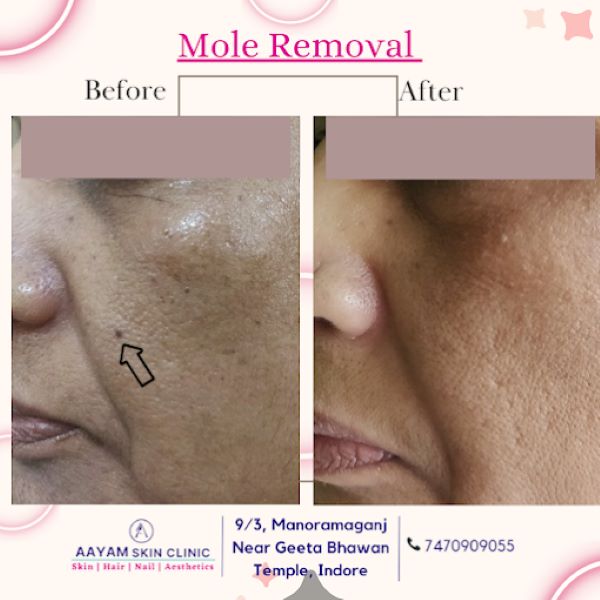 Mole Removal
Before
After
AAYAM SKIN CLINIC
Skin | Hair | Nail | Aesthetics
9/3, Manoramaganj
Near Geeta Bhawan
Temple, Indore
7470909055